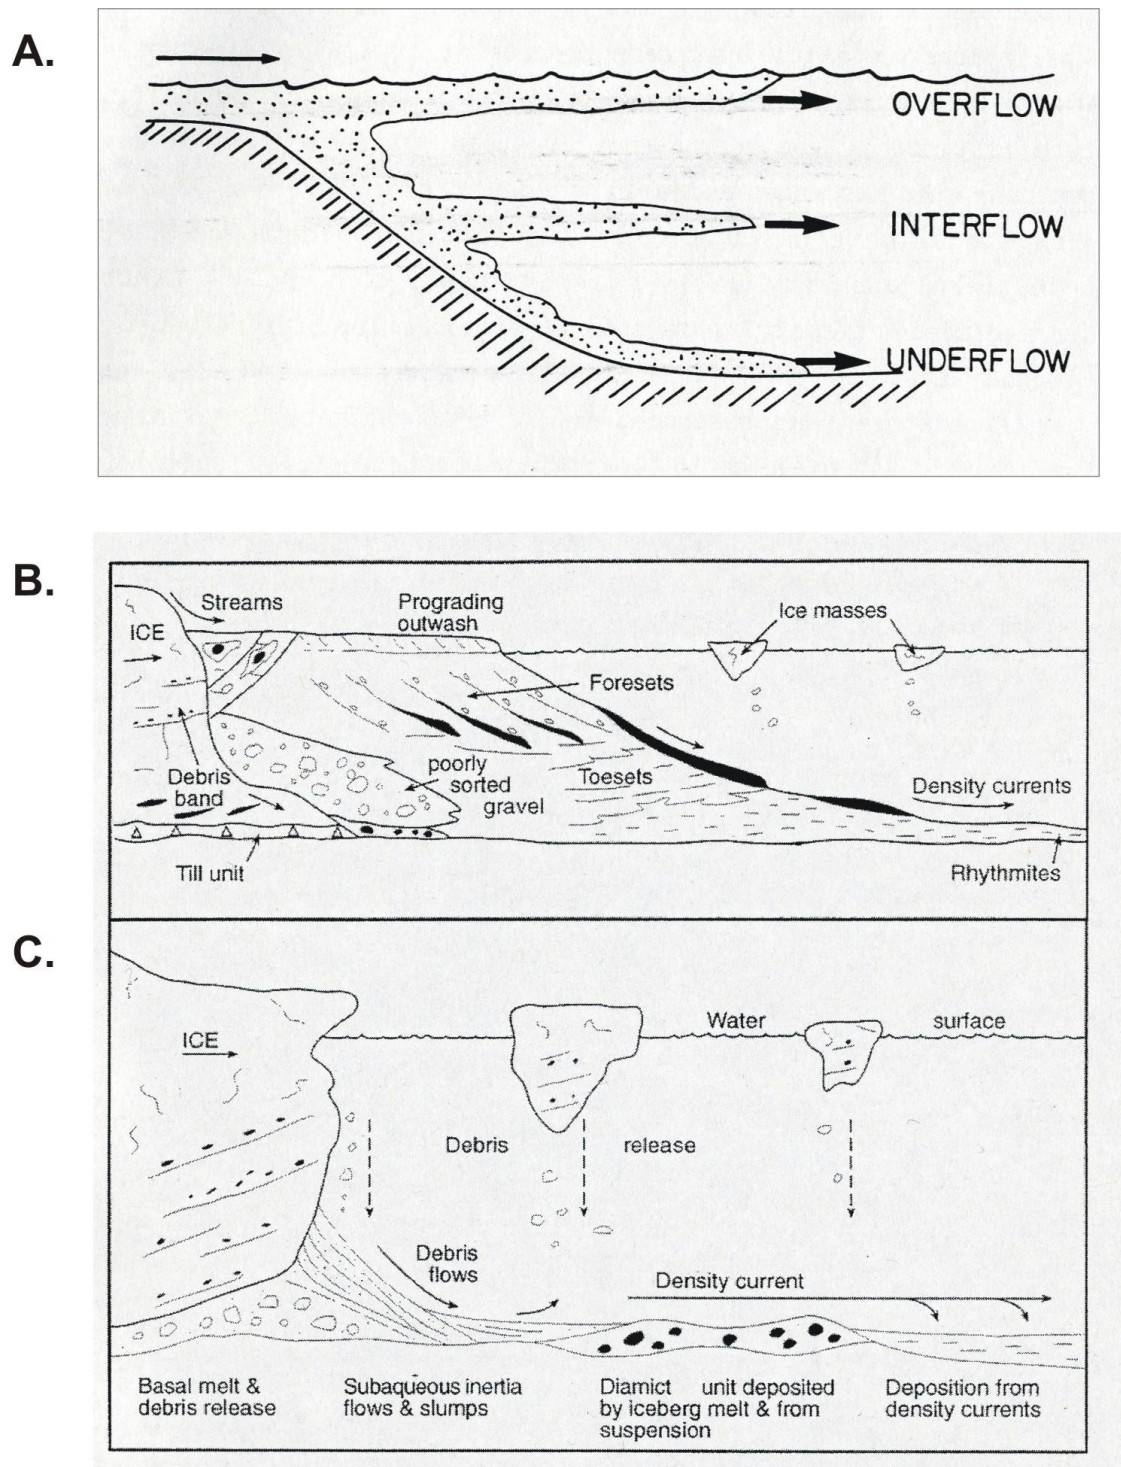 A.
OVERFLOW
INTERFLOW
UNDERFLOW
B.
Streams
Prograding
outwash
Ice masses
ICE
Foresets
Debris
band
poorly
sorted
gravel
Toesets
Density currents
Till unit
Rhythmites
C.
ICE
Water surface
Debris release
Debris
flows
Density current
Basal melt &
debris release
Subaqueous inertia
flows & slumps
Diamict unit deposited
by iceberg melt & from
suspension
Deposition from
density currents